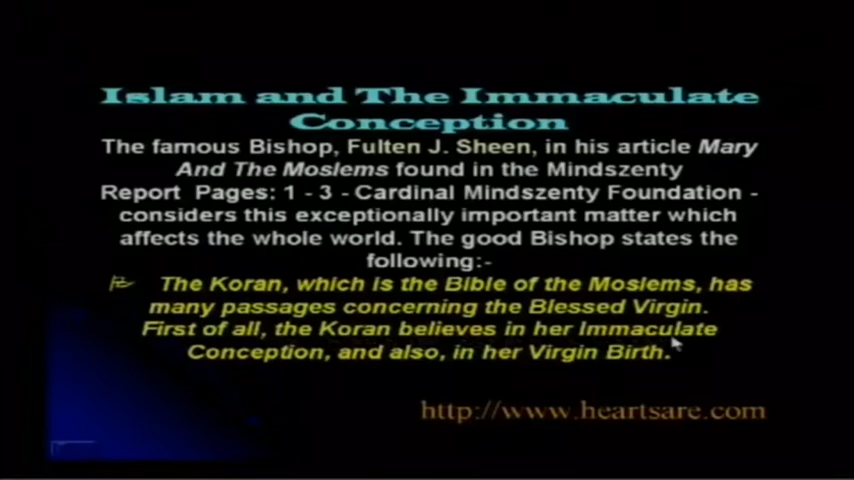 Islam and The Immaculate
Conception
The famous Bishop, Fulten J. Sheen, in his article Mary
And The Moslems found in the Mindszenty
Report Pages: 1 - 3 - Cardinal Mindszenty Foundation -
considers this exceptionally important matter which
affects the whole world. The good Bishop states the
following:-
The Koran, which is the Bible of the Moslems, has
many passages concerning the Blessed Virgin.
First of all, the Koran believes in her Immaculate
Conception, and also, in her Virgin Birth.
http://www.heartsare.com